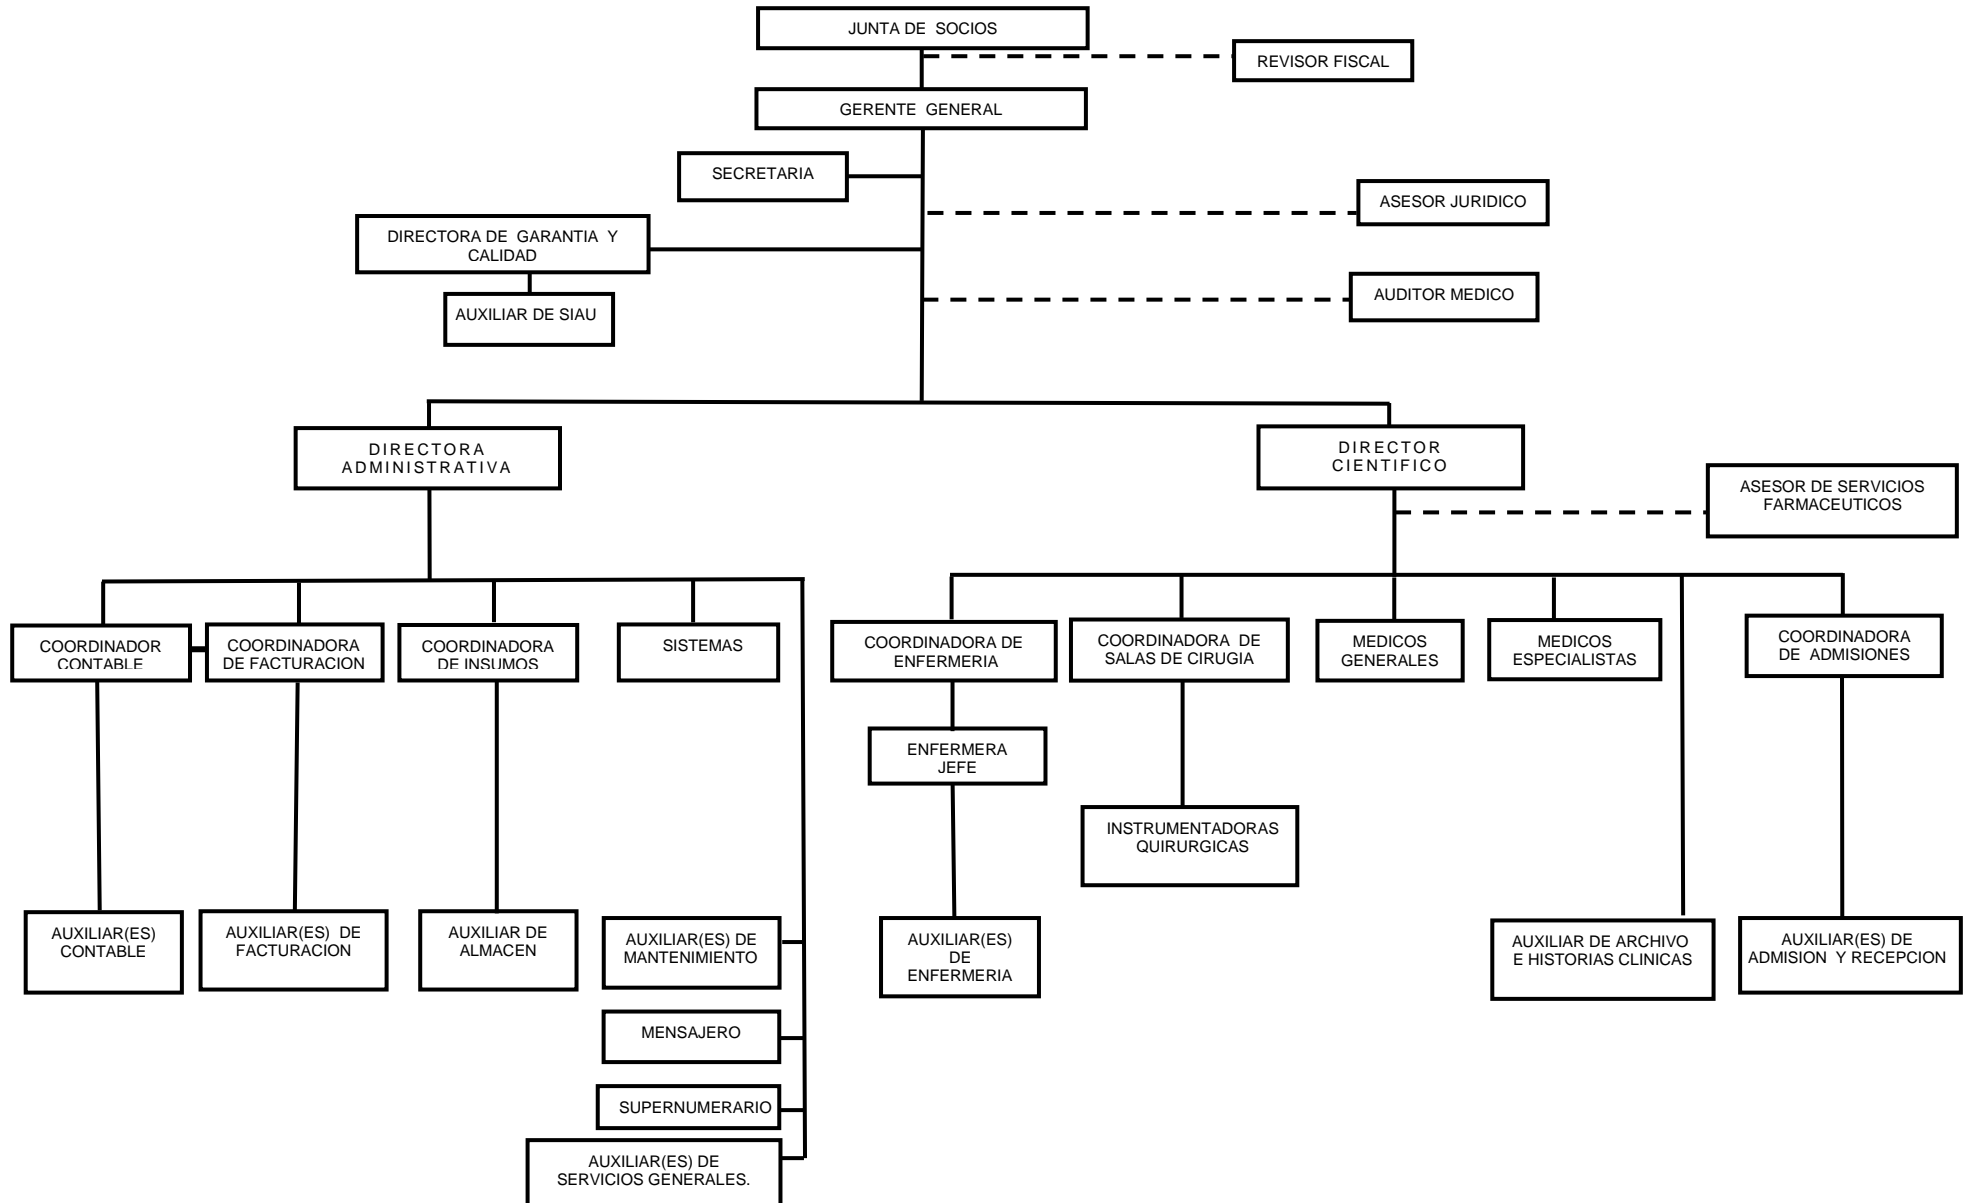 JUNTA DE SOCIOS
REVISOR FISCAL
GERENTE GENERAL
SECRETARIA
ASESOR JURIDICO
DIRECTORA DE GARANTIA Y
CALIDAD
AUDITOR MEDICO
AUXILIAR DE SIAU
DIRECTORA
ADMINISTRATIVA
DIRECTOR
CIENTIFICO
ASESOR DE SERVICIOS
FARMACEUTICOS
COORDINADOR
CONTABLE
COORDINADORA
DE FACTURACION
COORDINADORA
DE INSUMOS
SISTEMAS
COORDINADORA DE
ENFERMERIA
COORDINADORA DE
SALAS DE CIRUGIA
MEDICOS
GENERALES
MEDICOS
ESPECIALISTAS
COORDINADORA
DE ADMISIONES
ENFERMERA
JEFE
INSTRUMENTADORAS
QUIRURGICAS
AUXILIAR(ES)
CONTABLE
AUXILIAR(ES) DE
FACTURACION
AUXILIAR DE
ALMACEN
AUXILIAR(ES) DE
MANTENIMIENTO
AUXILIAR(ES)
DE
ENFERMERIA
AUXILIAR DE ARCHIVO
E HISTORIAS CLINICAS
AUXILIAR(ES) DE
ADMISION Y RECEPCION
MENSAJERO
SUPERNUMERARIO
AUXILIAR(ES) DE
SERVICIOS GENERALES.